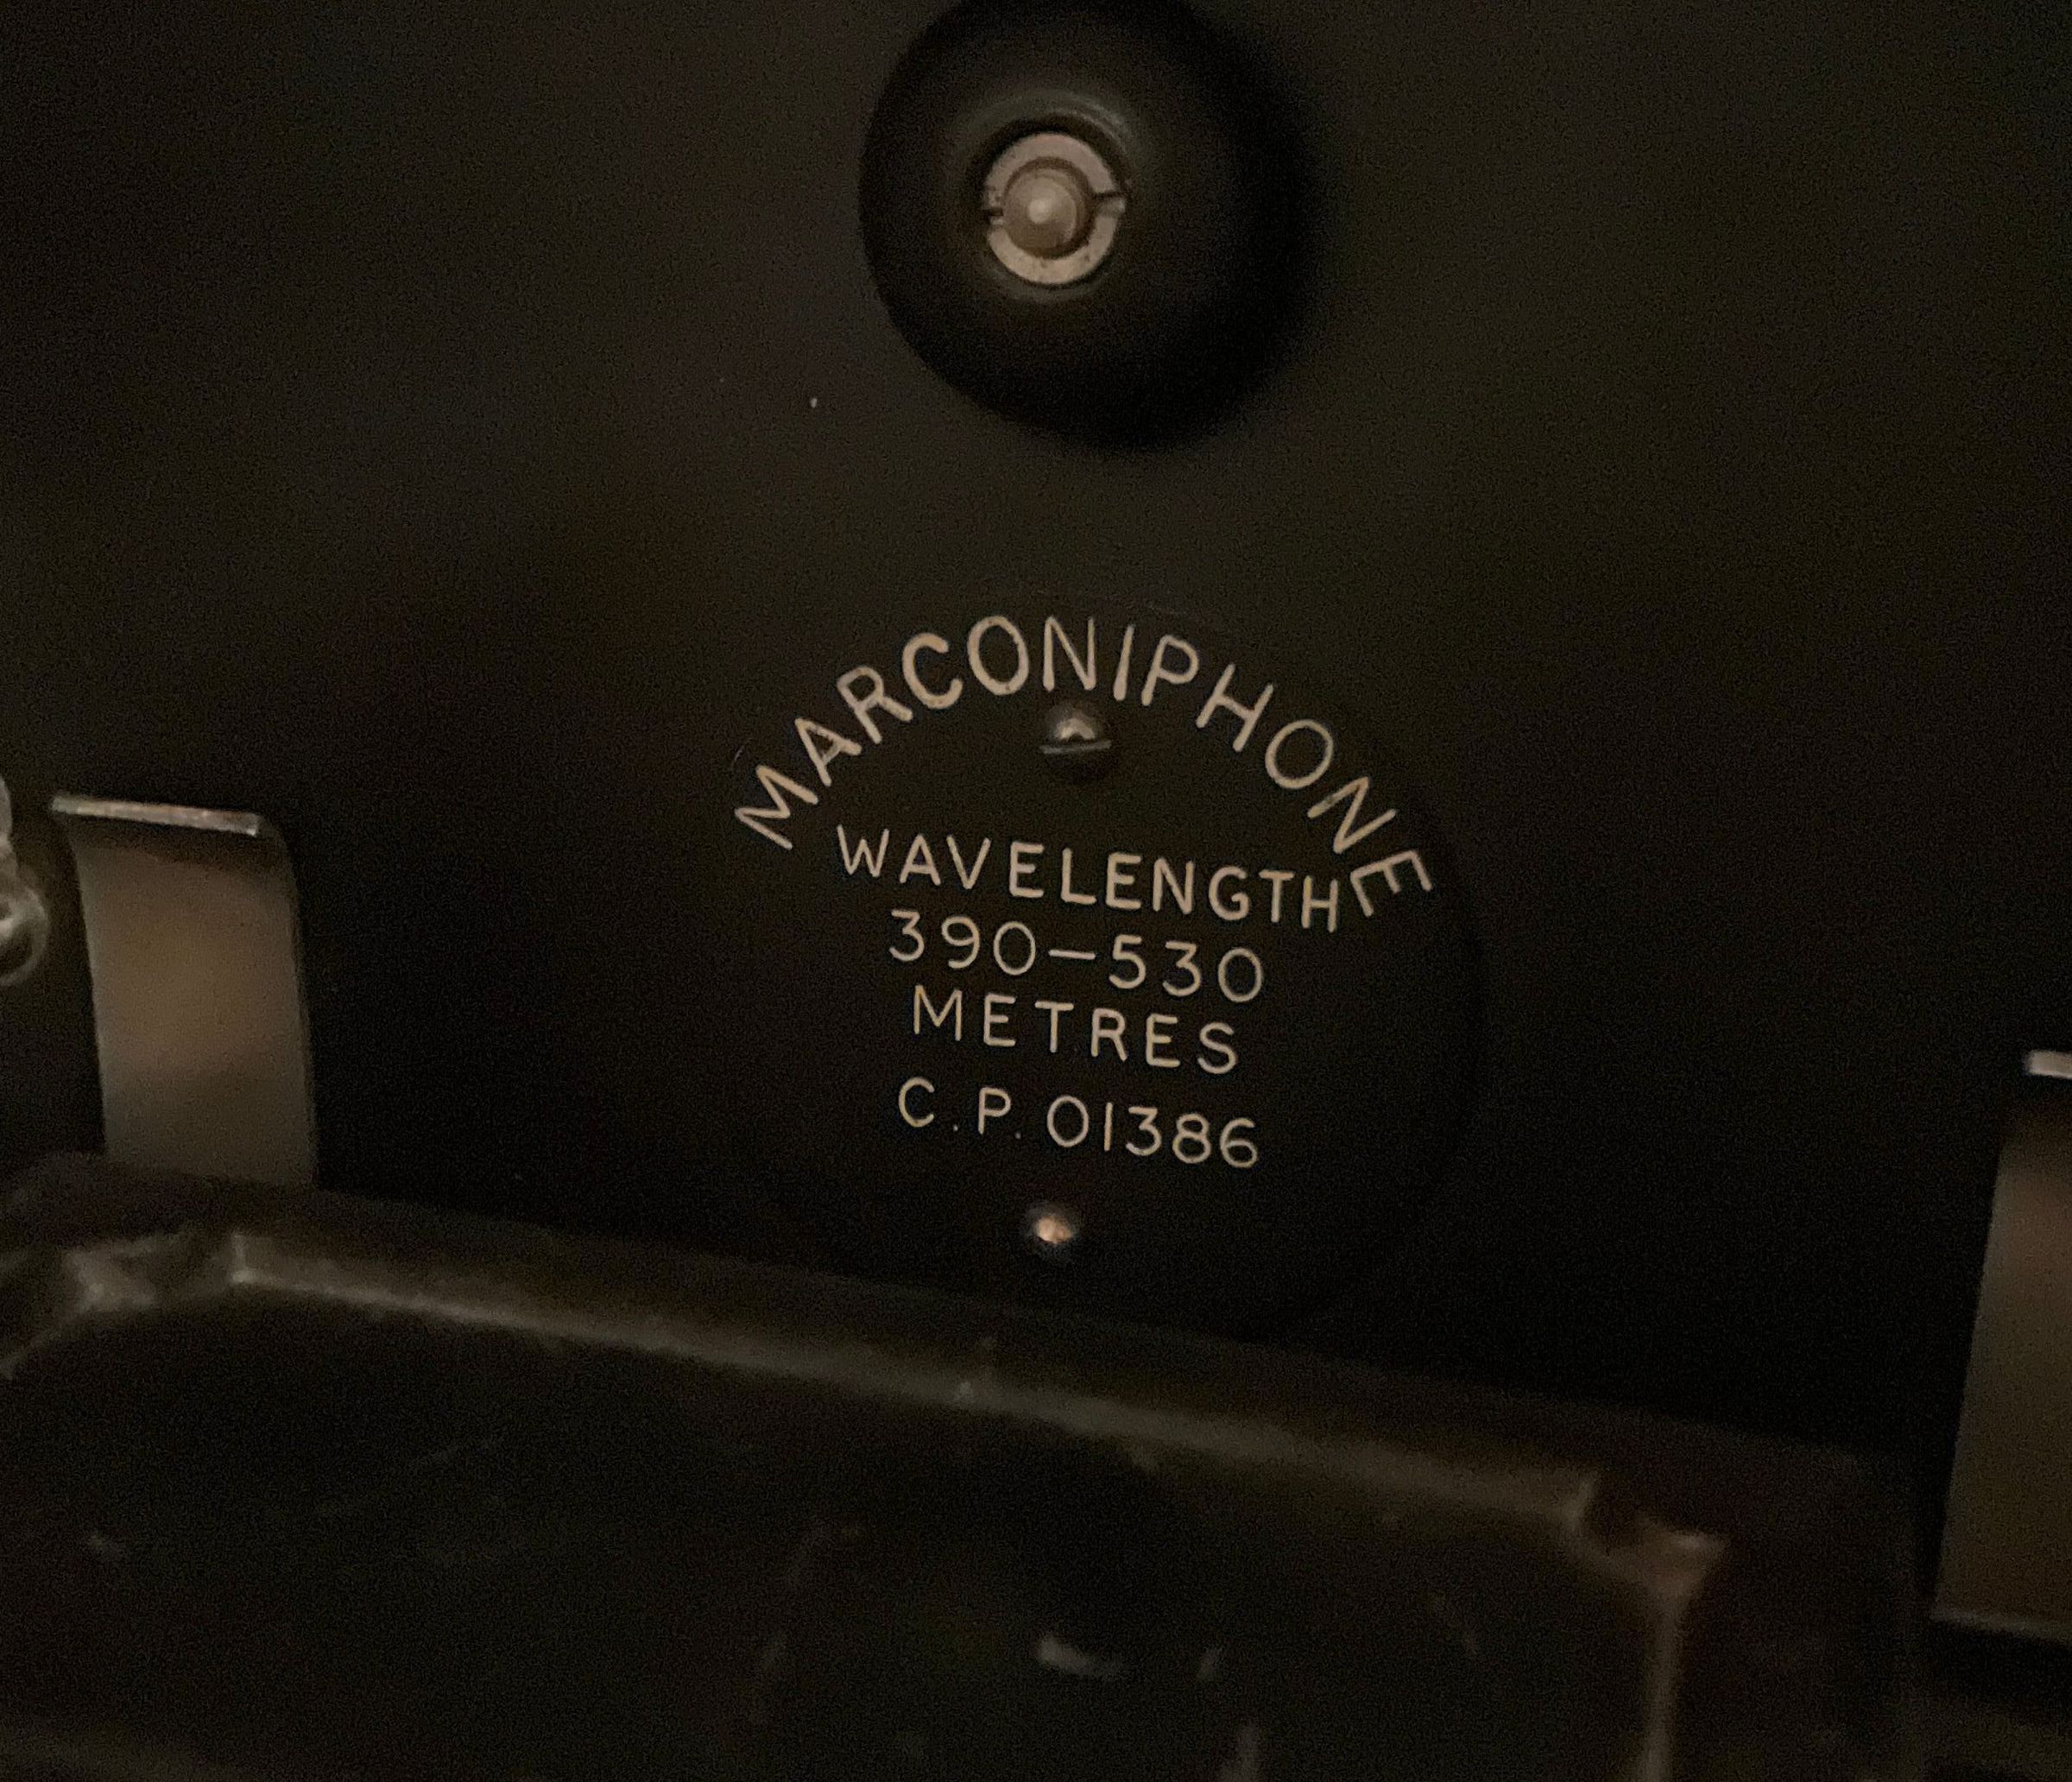 MARCONIPHONE
WAVELENGTH
390-530
METRES
C.P. 01386